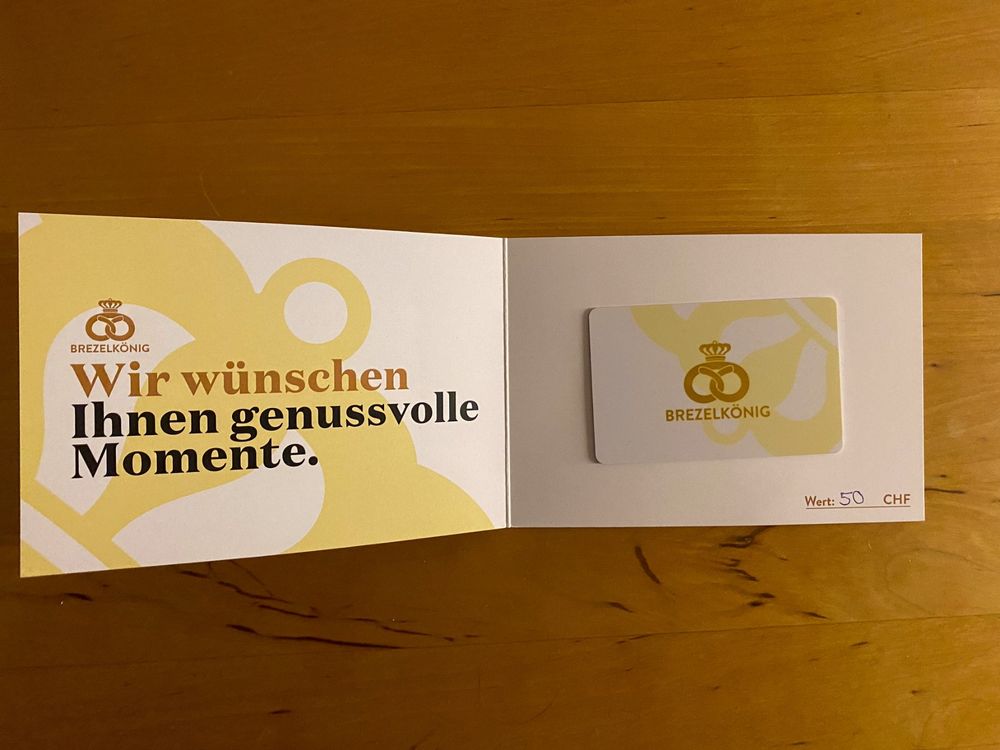 BREZELKÖNIG
Wir wünschen
Ihnen genussvolle
Momente.
BREZELKÖNIG
Wert: 50 CHF